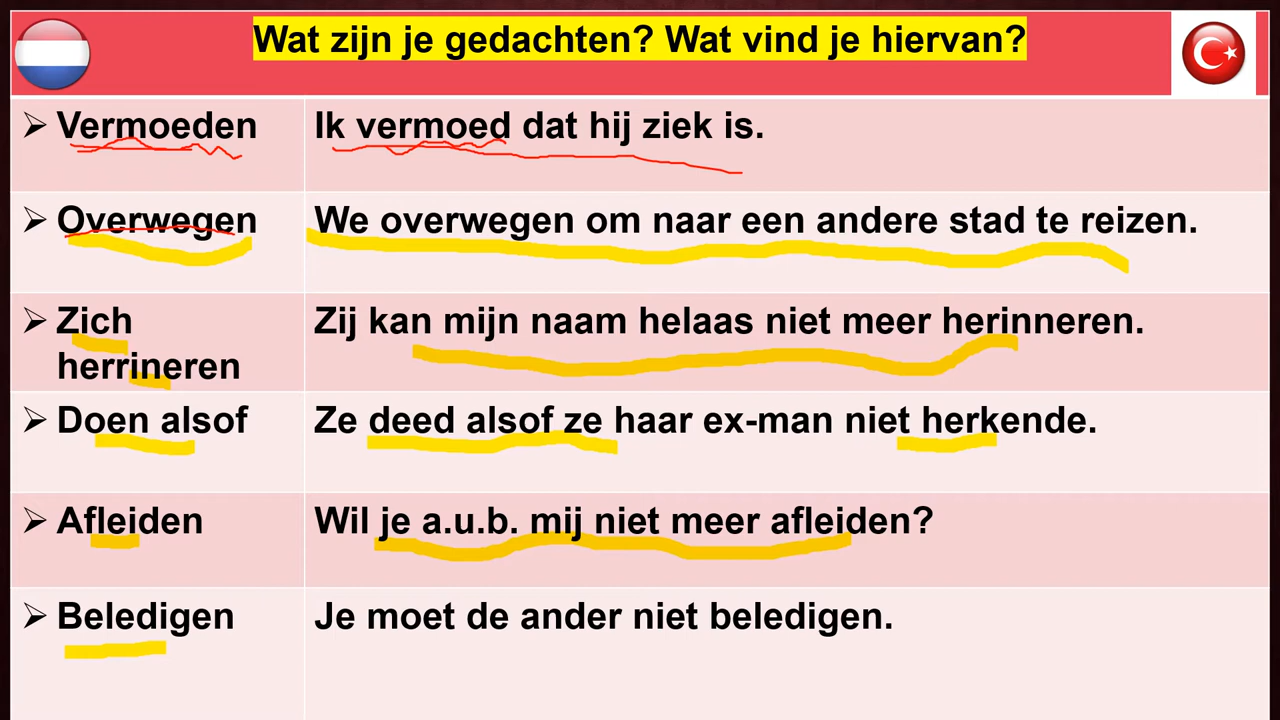 Wat zijn je gedachten? Wat vind je hiervan?
Vermoeden
Ik vermoed dat hij ziek is.
Overwegen
We overwegen om naar een andere stad te reizen.
Zich
herrineren
Zij kan mijn naam helaas niet meer herinneren.
Doen alsof
Ze deed alsof ze haar ex-man niet herkende.
Afleiden
Wil je a.u.b. mij niet meer afleiden?
Beledigen
Je moet de ander niet beledigen.